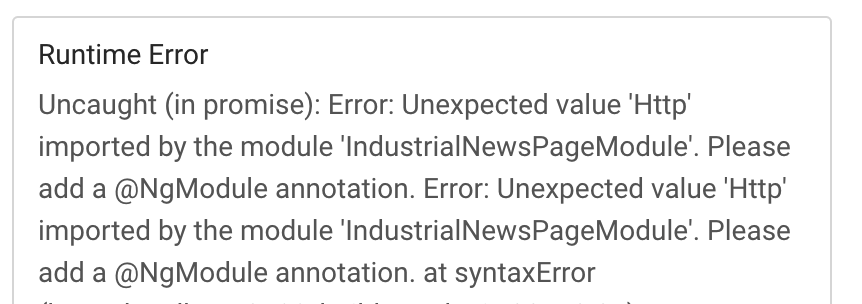 Runtime Error
Uncaught (in promise): Error: Unexpected value 'Http'
imported by the module 'IndustrialNewsPageModule'. Please
add a @NgModule annotation. Error: Unexpected value 'Http'
imported by the module 'IndustrialNewsPageModule'. Please
add a @NgModule annotation. at syntaxError